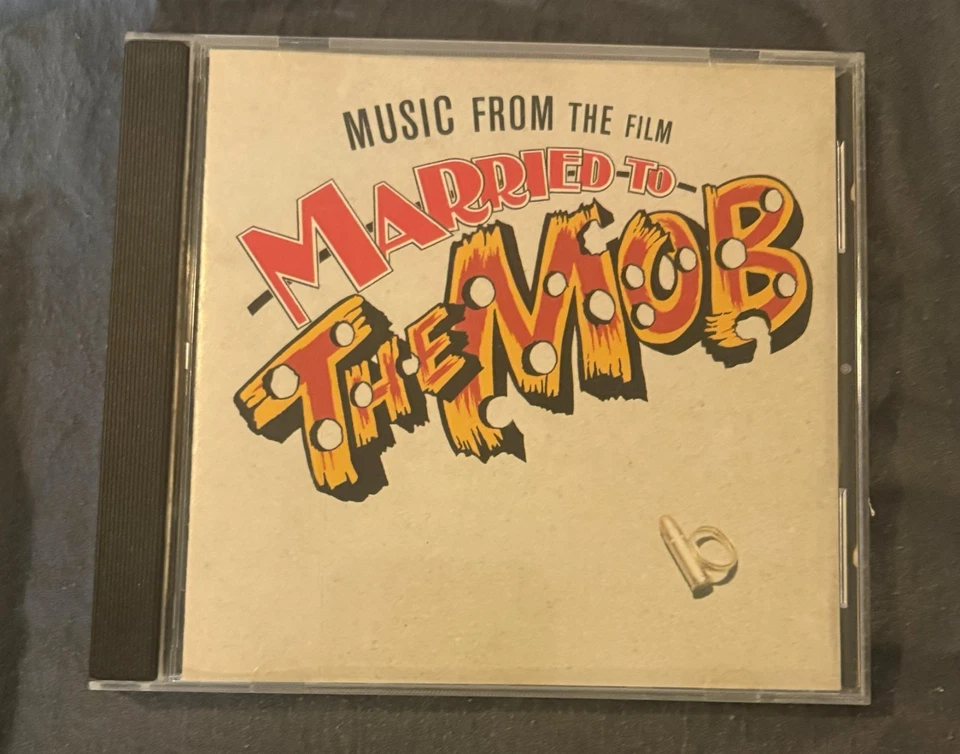 MUSIC FROM THE FILM
MARRIED-TO-
THE MOB